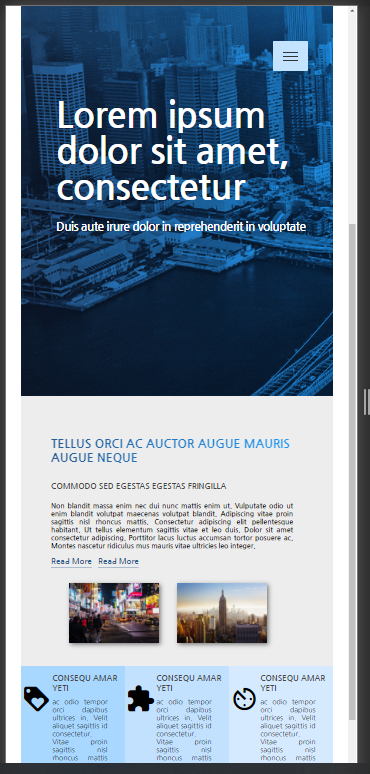 Lorem ipsum
dolor sit amet,
consectetur
Duis aute irure dolor in reprehenderit in voluptate
TELLUS ORCI AC AUCTOR AUGUE MAURIS
AUGUE NEQUE
COMMODO SED EGESTAS EGESTAS FRINGILLA
Non blandit massa enim nec dui nunc mattis enim ut. Vulputate odio ut
enim blandit volutpat maecenas volutpat blandit. Adipiscing vitae proin
sagittis nisl rhoncus mattis. Consectetur adipiscing elit pellentesque
habitant. Ut tellus elementum sagittis vitae et leo duis. Diam sit amet
consectetur adipiscing. Porttitor lacus luctus accumsan tortor posuere ac.
Montes nascetur ridiculus mus mauris vitae ultricies leo integer.
Read More Read More
CONSEQU AMAR
YETI
ac odio tempor
orci dapibus
ultrices in. Velit
aliquet sagittis id
consectetur.
Vitae proin
sagittis nisl
rhoncus mattis
CONSEQU AMAR
YETI
ac odio tempor
orci dapibus
ultrices in. Velit
aliquet sagittis id
consectetur.
Vitae proin
sagittis nisl
rhoncus mattis
CONSEQU AMAR
YETI
ac odio tempor
orci dapibus
ultrices in. Velit
aliquet sagittis id
consectetur.
Vitae proin
sagittis nisl
rhoncus mattis